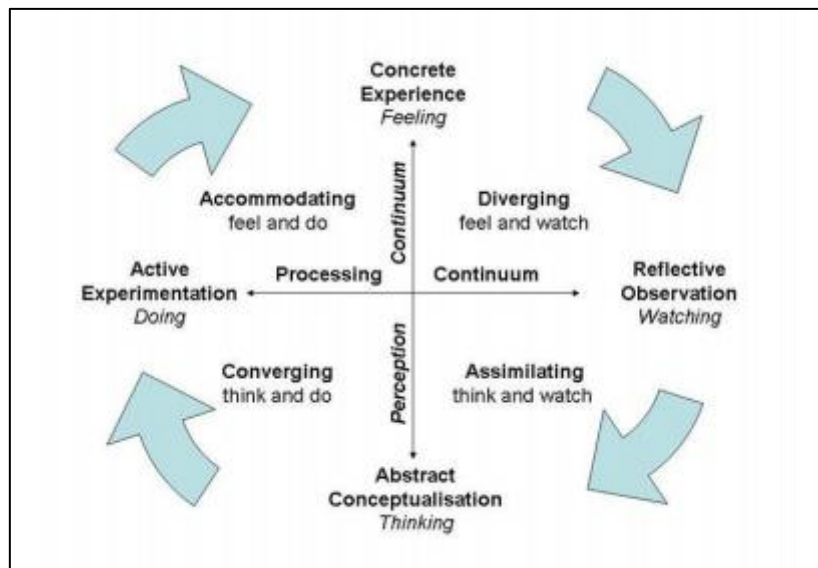 Concrete
Experience
Feeling
Accommodating
feel and do
Continuum
Diverging
feel and watch
Active
Experimentation
Doing
Processing
Continuum
Reflective
Observation
Watching
Converging
think and do
Perception
Assimilating
think and watch
Abstract
Conceptualisation
Thinking